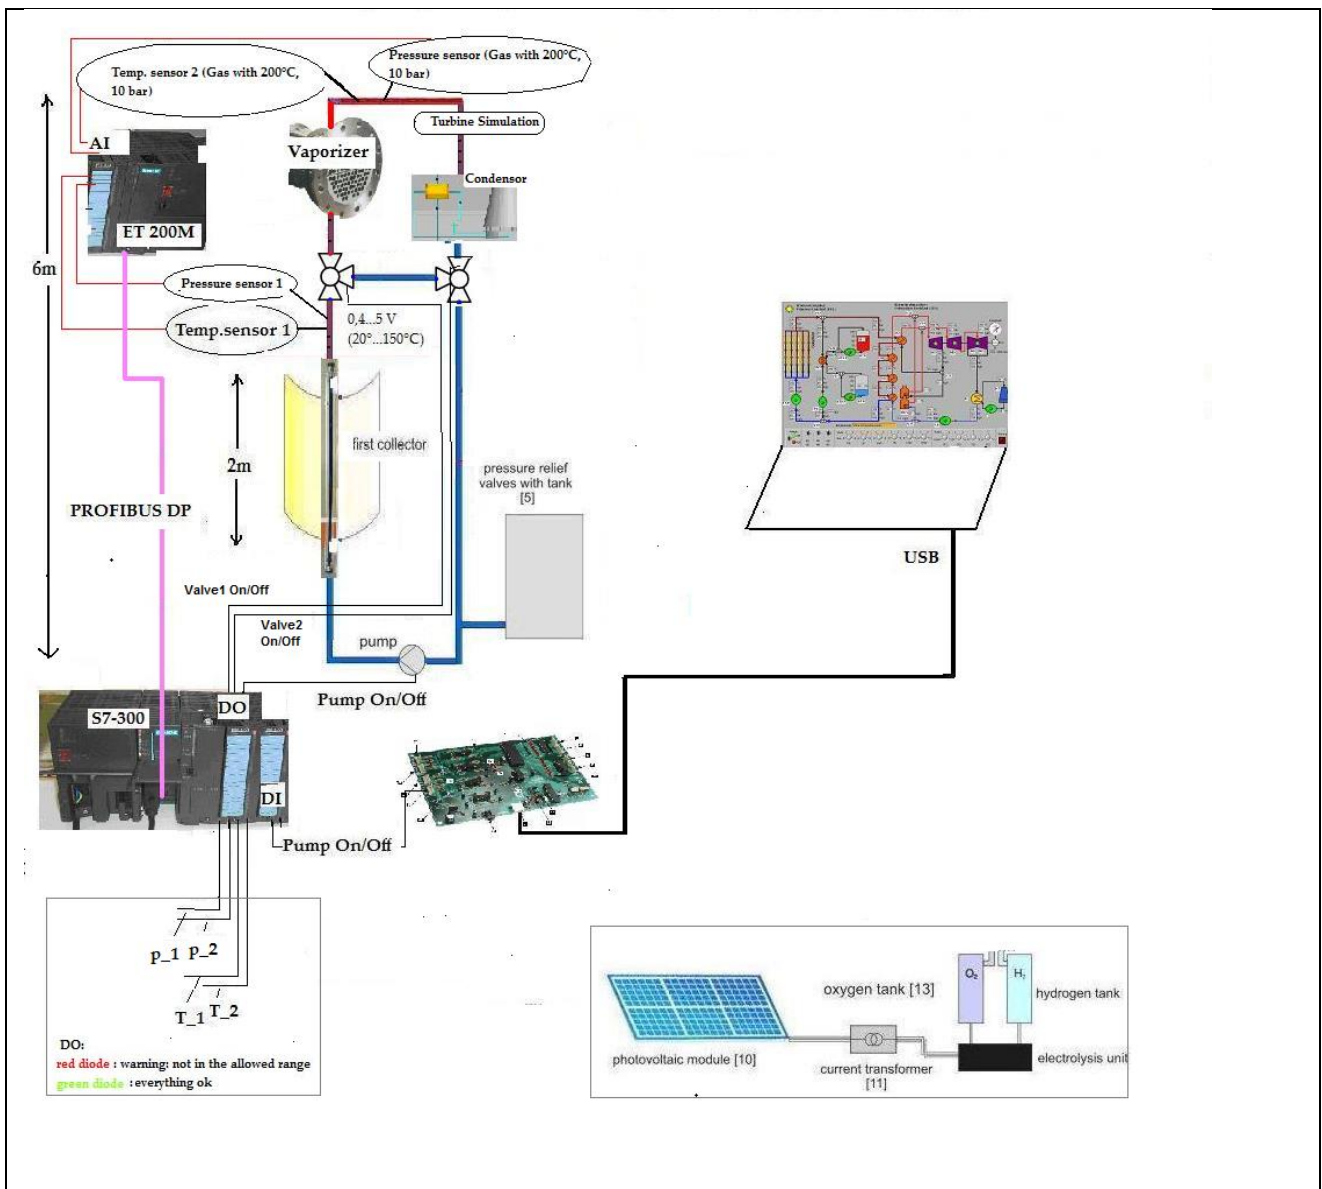 Temp. sensor 2 (Gas with 200°C,
10 bar)
Pressure sensor (Gas with 200°C,
10 bar)
Turbine Simulation
AI
Vaporizer
Condensor
ET 200M
6m
Pressure sensor 1
Temp.sensor 1
0,4...5 V
(20°...150°C)
first collector
2m
pressure relief
valves with tank
[5]
PROFIBUS DP
USB
Valve1 On/Off
Valve2
On/Off
pump
Pump On/Off
S7-300
DO
DI
Pump On/Off
p_1
p_2
T_1
T_2
DO:
red diode : warning: not in the allowed range
green diode : everything ok
photovoltaic module [10]
oxygen tank [13]
O2
H2
hydrogen tank
current transformer
[11]
electrolysis unit